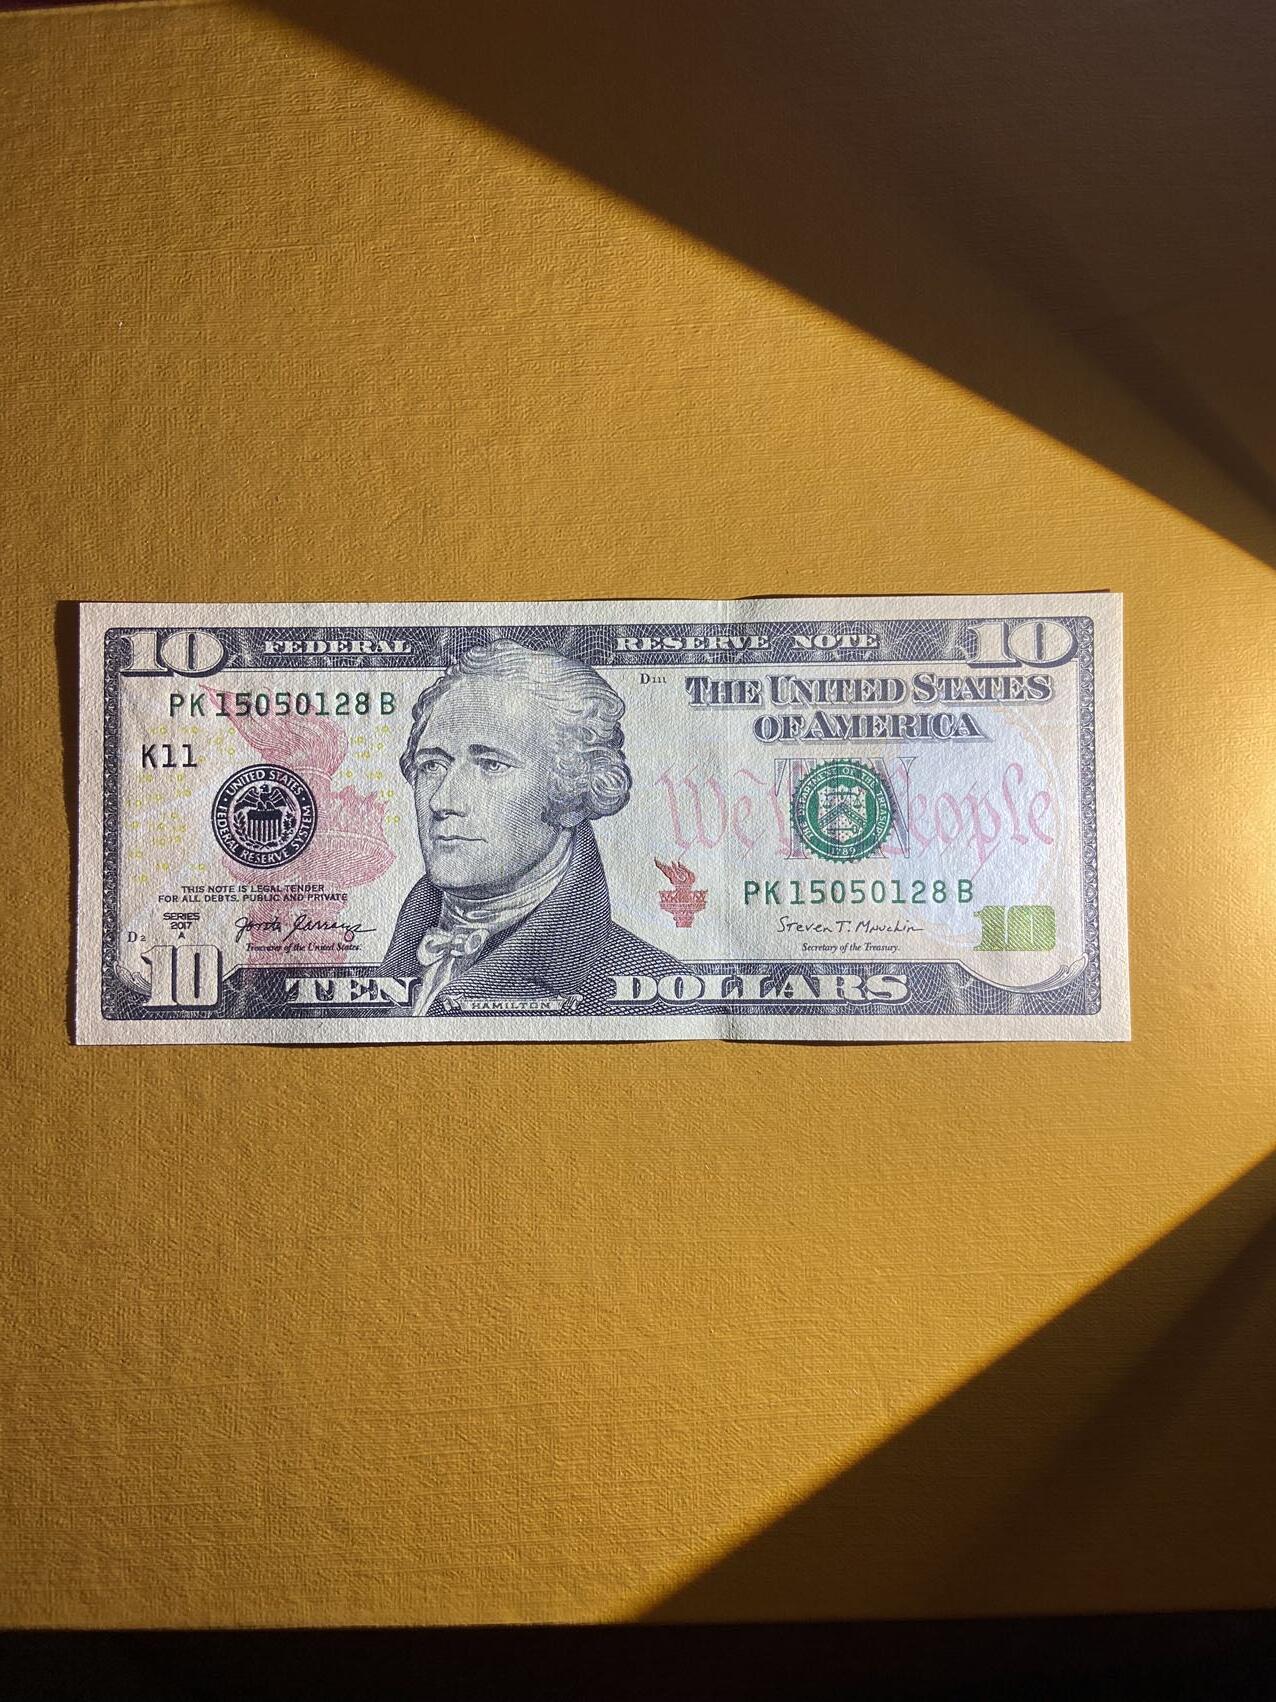 10 FEDERAL RESERVE NOTE 10
PK 15050128 B
D111
THE UNITED STATES
OF AMERICA
K11
UNITED STATES
FEDERAL RESERVE SYSTEM
We The People
THE DEPARTMENT OF THE TREASURY
1789
THIS NOTE IS LEGAL TENDER
FOR ALL DEBTS, PUBLIC AND PRIVATE
PK 15050128 B
SERIES
2017
A
Treasurer of the United States.
Steven T. Mnuchin
Secretary of the Treasury.
10
D2
10 TEN HAMILTON DOLLARS